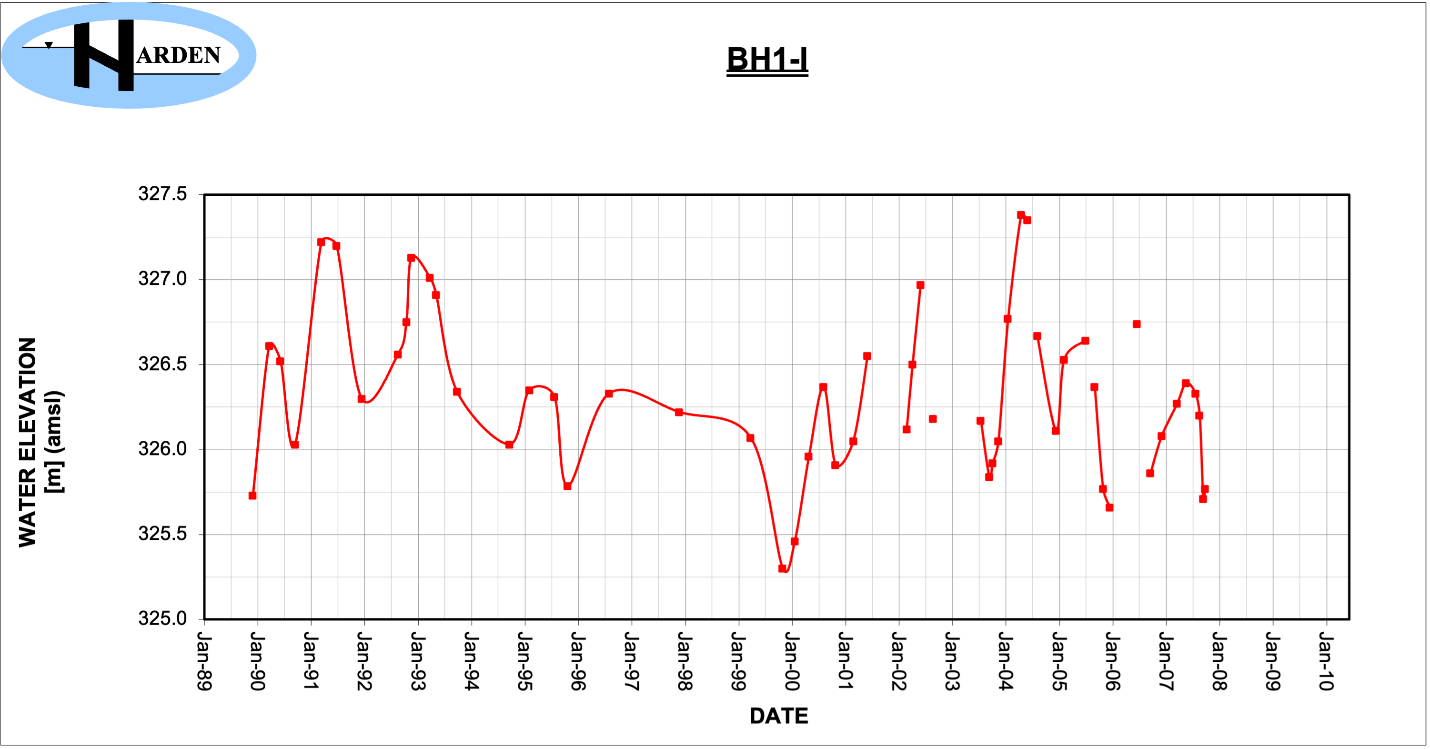 ARDEN
BH1-I
327.5
327.0
326.5
326.0
325.5
325.0
WATER ELEVATION
[m] (amsl)
Jan-89
Jan-90
Jan-91
Jan-92
Jan-93
Jan-94
Jan-95
Jan-96
Jan-97
Jan-98
Jan-99
Jan-00
Jan-01
Jan-02
Jan-03
Jan-04
Jan-05
Jan-06
Jan-07
Jan-08
Jan-09
Jan-10
DATE